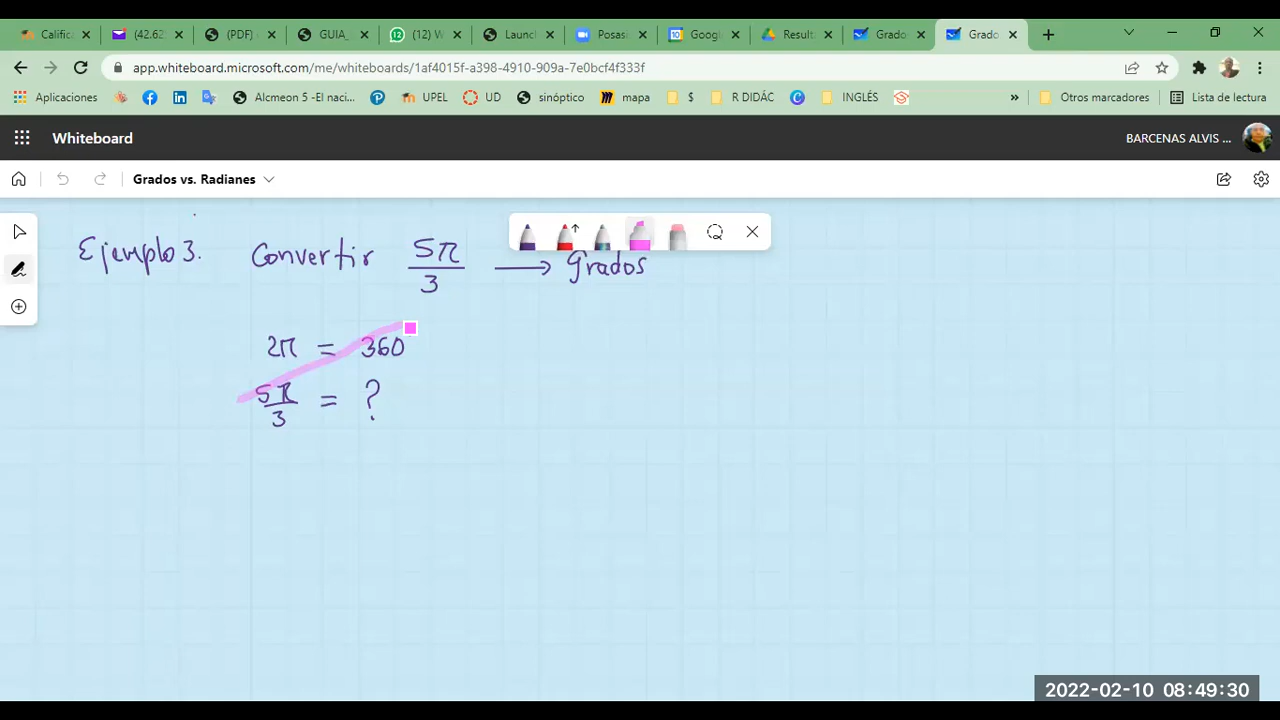 Califica
(42.62
(PDF)
GUIA_
(12) W
Launc
Posas
Google
Result
Grado
Grado
app.whiteboard.microsoft.com/me/whiteboards/1af4015f-a398-4910-909a-7e0bcf4f333f
Aplicaciones
Alcmeon 5 -El naci...
UPEL
UD
sinóptico
mapa
$
R DIDÁC
INGLÉS
»
Otros marcadores
Lista de lectura
Whiteboard
BARCENAS ALVIS ...
Grados vs. Radianes
Ejemplo 3. Convertir 5π/3 → Grados
2π = 360
5π/3 = ?
2022-02-10 08:49:30